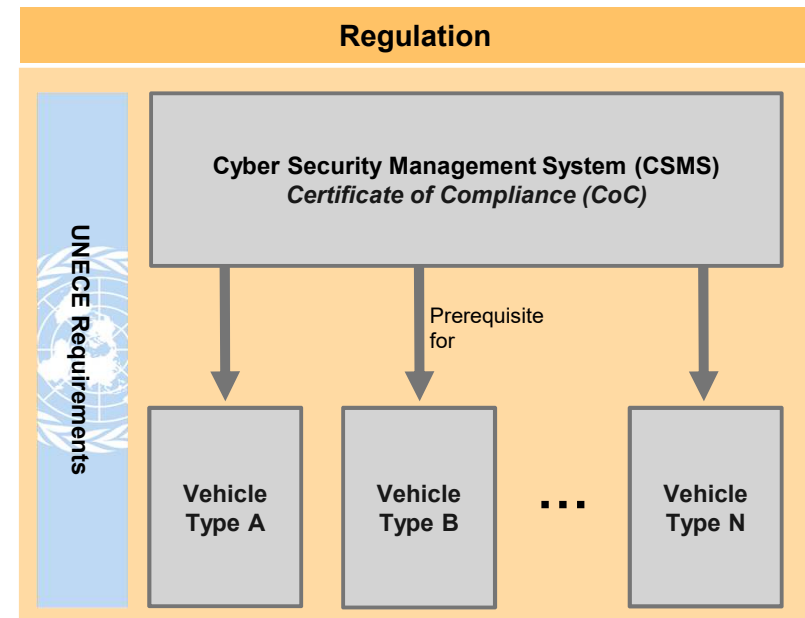 Regulation
UNECE Requirements
Cyber Security Management System (CSMS)
Certificate of Compliance (CoC)
Prerequisite
for
Vehicle
Type A
Vehicle
Type B
...
Vehicle
Type N